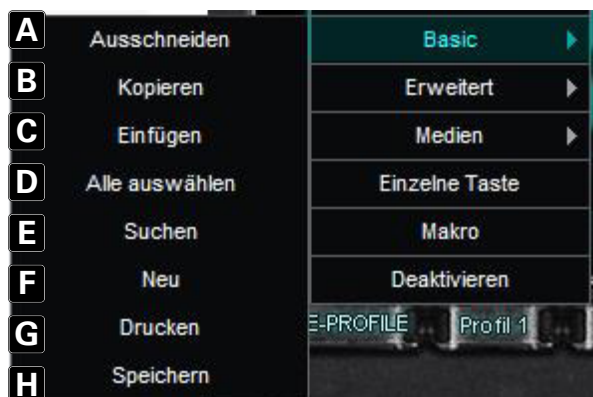 A Ausschneiden Basic
B Kopieren Erweitert
C Einfügen Medien
D Alle auswählen Einzelne Taste
E Suchen Makro
F Neu Deaktivieren
G Drucken E-PROFILE Profil 1
H Speichern